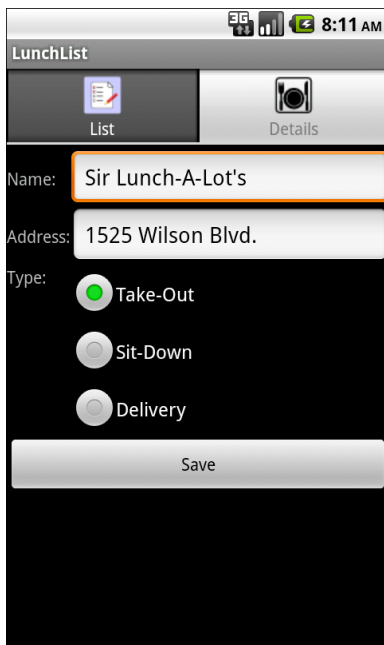 3G 8:11 AM
LunchList
List Details
Name: Sir Lunch-A-Lot's
Address: 1525 Wilson Blvd.
Type: Take-Out
Sit-Down
Delivery
Save